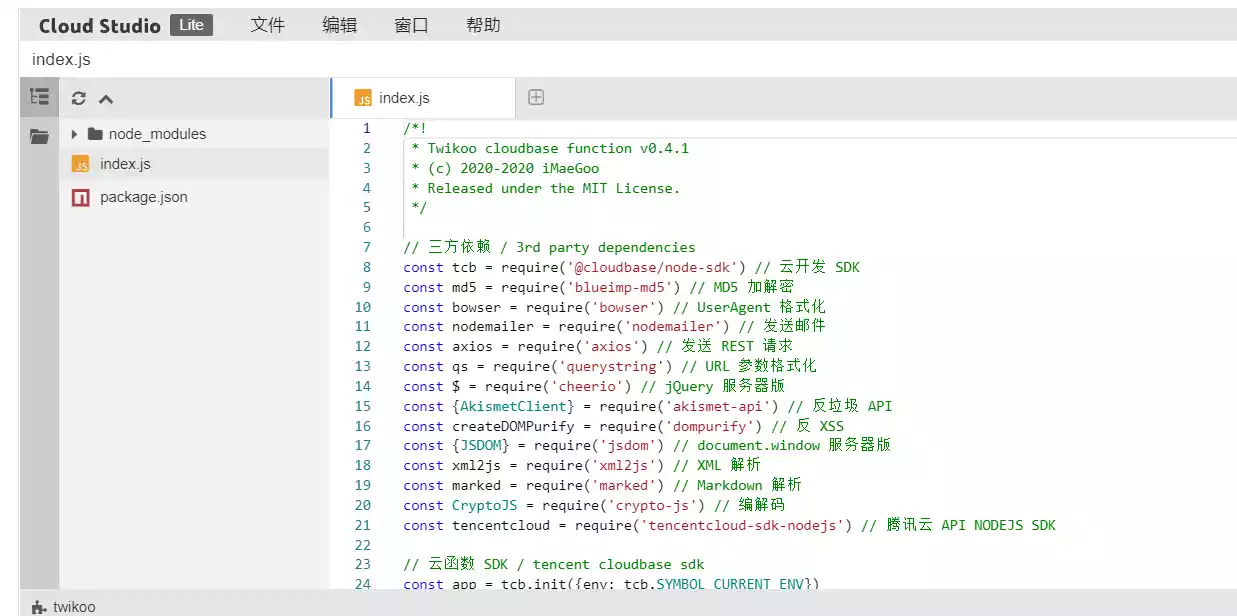 Cloud Studio Lite 文件 编辑 窗口 帮助
index.js
index.js
node_modules
index.js
package.json
1 /*!
2 * Twikoo cloudbase function v0.4.1
3 * (c) 2020-2020 iMaeGoo
4 * Released under the MIT License.
5 */
6
7 // 三方依赖 / 3rd party dependencies
8 const tcb = require('@cloudbase/node-sdk') // 云开发 SDK
9 const md5 = require('blueimp-md5') // MD5 加解密
10 const bowser = require('bowser') // UserAgent 格式化
11 const nodemailer = require('nodemailer') // 发送邮件
12 const axios = require('axios') // 发送 REST 请求
13 const qs = require('querystring') // URL 参数格式化
14 const $ = require('cheerio') // jQuery 服务器版
15 const {AkismetClient} = require('akismet-api') // 反垃圾 API
16 const createDOMPurify = require('dompurify') // 反 XSS
17 const {JSDOM} = require('jsdom') // document.window 服务器版
18 const xml2js = require('xml2js') // XML 解析
19 const marked = require('marked') // Markdown 解析
20 const CryptoJS = require('crypto-js') // 编解码
21 const tencentcloud = require('tencentcloud-sdk-nodejs') // 腾讯云 API NODEJS SDK
22
23 // 云函数 SDK / tencent cloudbase sdk
24 const app = tcb.init({env: tcb.SYMBOL_CURRENT_ENV})
twikoo